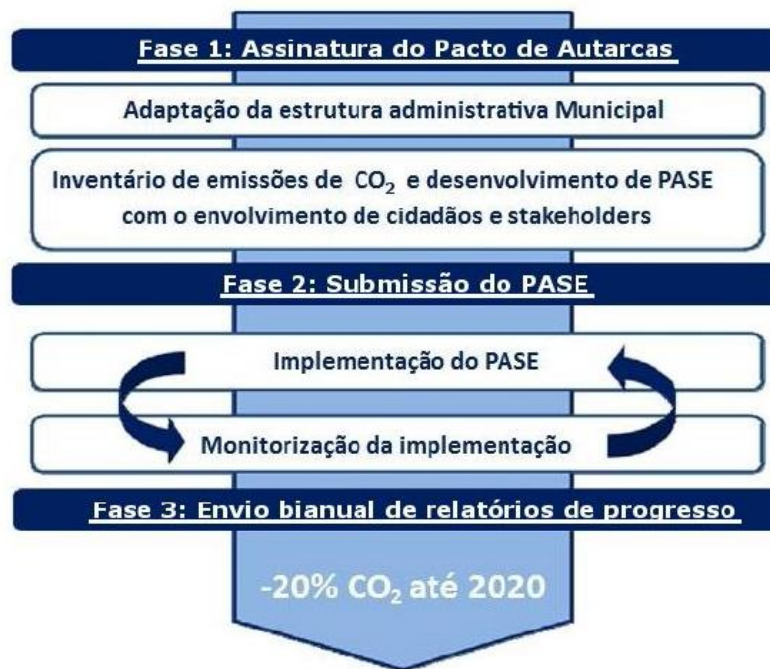 Fase 1: Assinatura do Pacto de Autarcas
Adaptação da estrutura administrativa Municipal
Inventário de emissões de CO₂ e desenvolvimento de PASE
com o envolvimento de cidadãos e stakeholders
Fase 2: Submissão do PASE
Implementação do PASE
Monitorização da implementação
Fase 3: Envio bianual de relatórios de progresso
-20% CO₂ até 2020